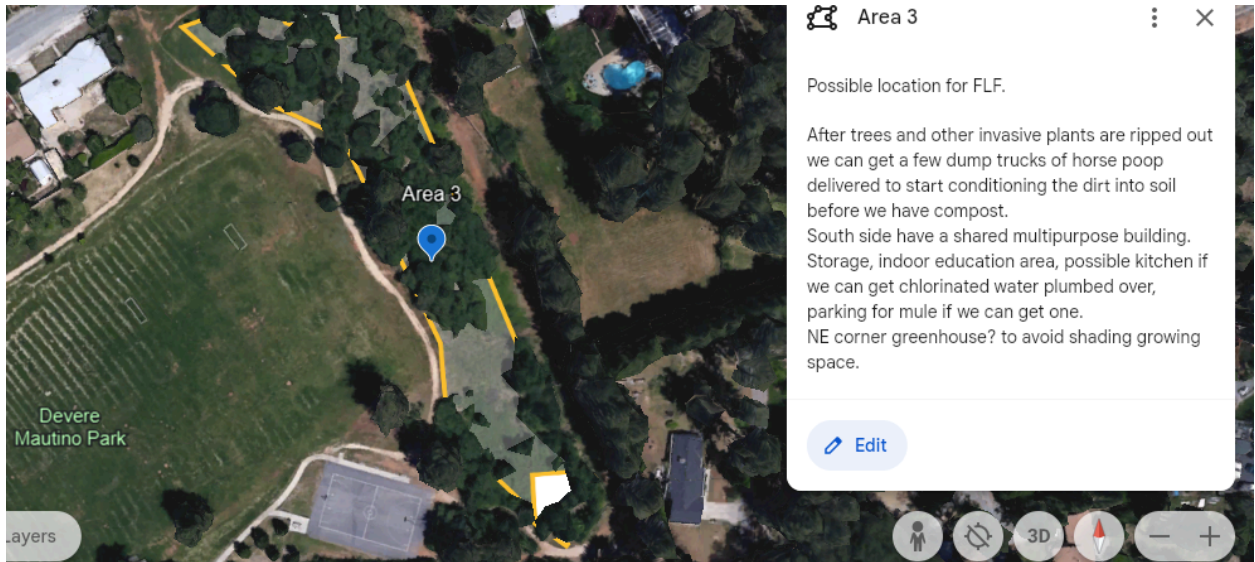 Area 3
Possible location for FLF.
After trees and other invasive plants are ripped out
we can get a few dump trucks of horse poop
delivered to start conditioning the dirt into soil
before we have compost.
South side have a shared multipurpose building.
Storage, indoor education area, possible kitchen if
we can get chlorinated water plumbed over,
parking for mule if we can get one.
NE corner greenhouse? to avoid shading growing
space.
Edit
Area 3
Devere
Mautino Park
Layers
3D